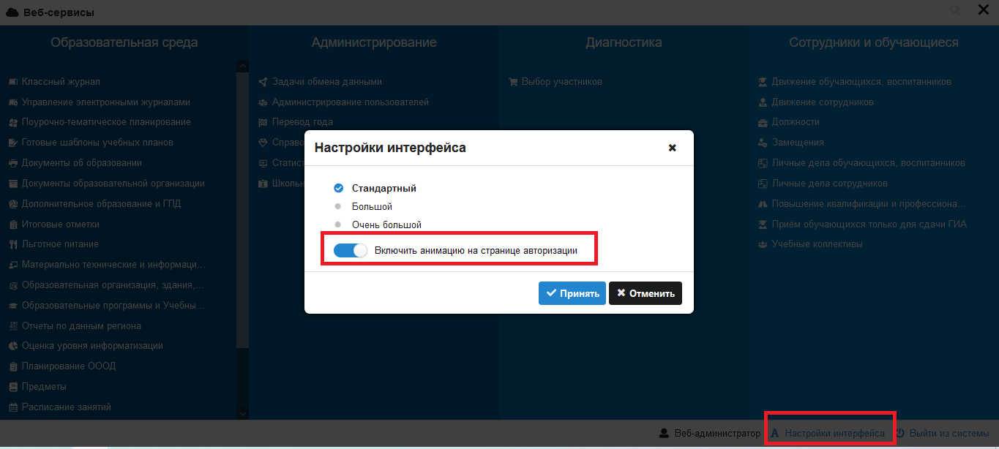 Веб-сервисы
Образовательная среда
Классный журнал
Управление электронными журналами
Поурочно-тематическое планирование
Готовые шаблоны учебных планов
Документы об образовании
Документы образовательной организации
Дополнительное образование и ГПД
Итоговые отметки
Льготное питание
Материально технические и информаци...
Образовательная организация, здания,...
Образовательные программы и Учебны...
Отчеты по данным региона
Оценка уровня информатизации
Планирование ОООД
Предметы
Расписание занятий
Администрирование
Задачи обмена данными
Администрирование пользователей
Перевод года
Справо
Статист
Школьн
Диагностика
Выбор участников
Сотрудники и обучающиеся
Движение обучающихся, воспитанников
Движение сотрудников
Должности
Замещения
Личные дела обучающихся, воспитанников
Личные дела сотрудников
Повышение квалификации и профессиона...
Приём обучающихся только для сдачи ГИА
Учебные коллективы
Настройки интерфейса
Стандартный
Большой
Очень большой
Включить анимацию на странице авторизации
Принять
Отменить
Веб-администратор
А Настройки интерфейса
Выйти из системы